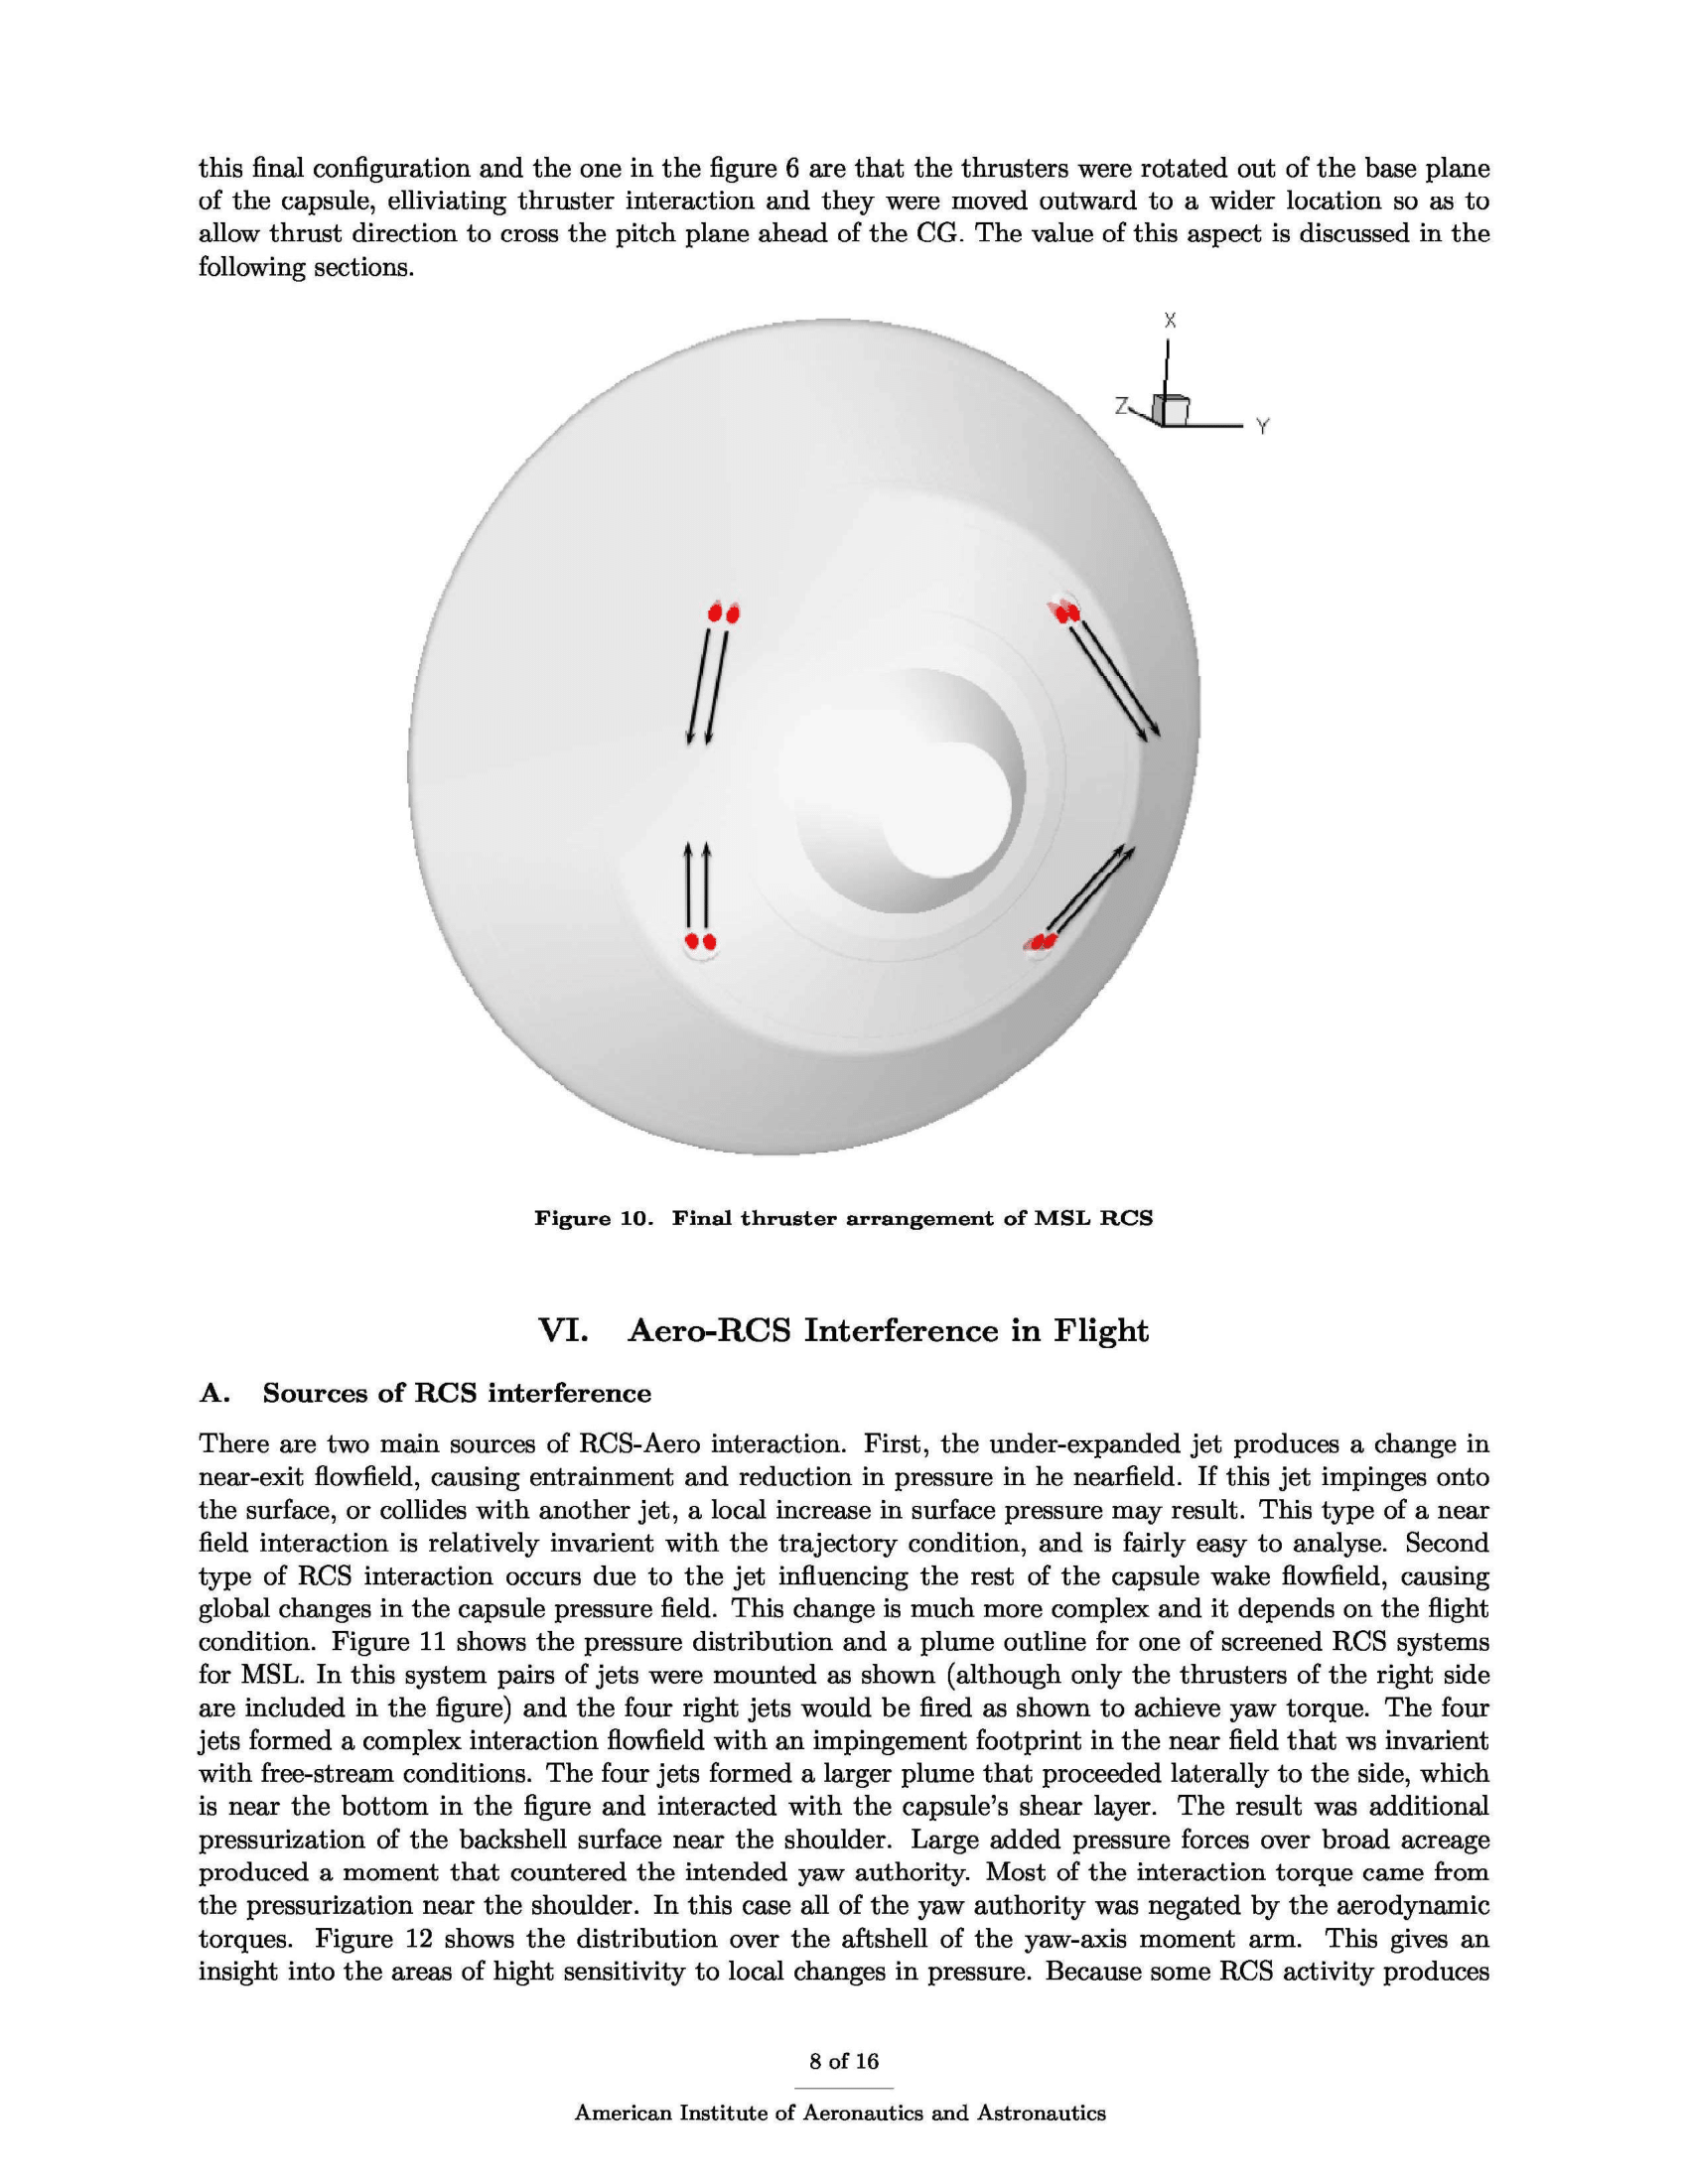 this final configuration and the one in the figure 6 are that the thrusters were rotated out of the base plane
of the capsule, elliviating thruster interaction and they were moved outward to a wider location so as to
allow thrust direction to cross the pitch plane ahead of the CG. The value of this aspect is discussed in the
following sections.
X
Z
Y
Figure 10. Final thruster arrangement of MSL RCS
VI. Aero-RCS Interference in Flight
A. Sources of RCS interference
There are two main sources of RCS-Aero interaction. First, the under-expanded jet produces a change in
near-exit flowfield, causing entrainment and reduction in pressure in he nearfield. If this jet impinges onto
the surface, or collides with another jet, a local increase in surface pressure may result. This type of a near
field interaction is relatively invarient with the trajectory condition, and is fairly easy to analyse. Second
type of RCS interaction occurs due to the jet influencing the rest of the capsule wake flowfield, causing
global changes in the capsule pressure field. This change is much more complex and it depends on the flight
condition. Figure 11 shows the pressure distribution and a plume outline for one of screened RCS systems
for MSL. In this system pairs of jets were mounted as shown (although only the thrusters of the right side
are included in the figure) and the four right jets would be fired as shown to achieve yaw torque. The four
jets formed a complex interaction flowfield with an impingement footprint in the near field that ws invarient
with free-stream conditions. The four jets formed a larger plume that proceeded laterally to the side, which
is near the bottom in the figure and interacted with the capsule's shear layer. The result was additional
pressurization of the backshell surface near the shoulder. Large added pressure forces over broad acreage
produced a moment that countered the intended yaw authority. Most of the interaction torque came from
the pressurization near the shoulder. In this case all of the yaw authority was negated by the aerodynamic
torques. Figure 12 shows the distribution over the aftshell of the yaw-axis moment arm. This gives an
insight into the areas of hight sensitivity to local changes in pressure. Because some RCS activity produces
8 of 16
American Institute of Aeronautics and Astronautics